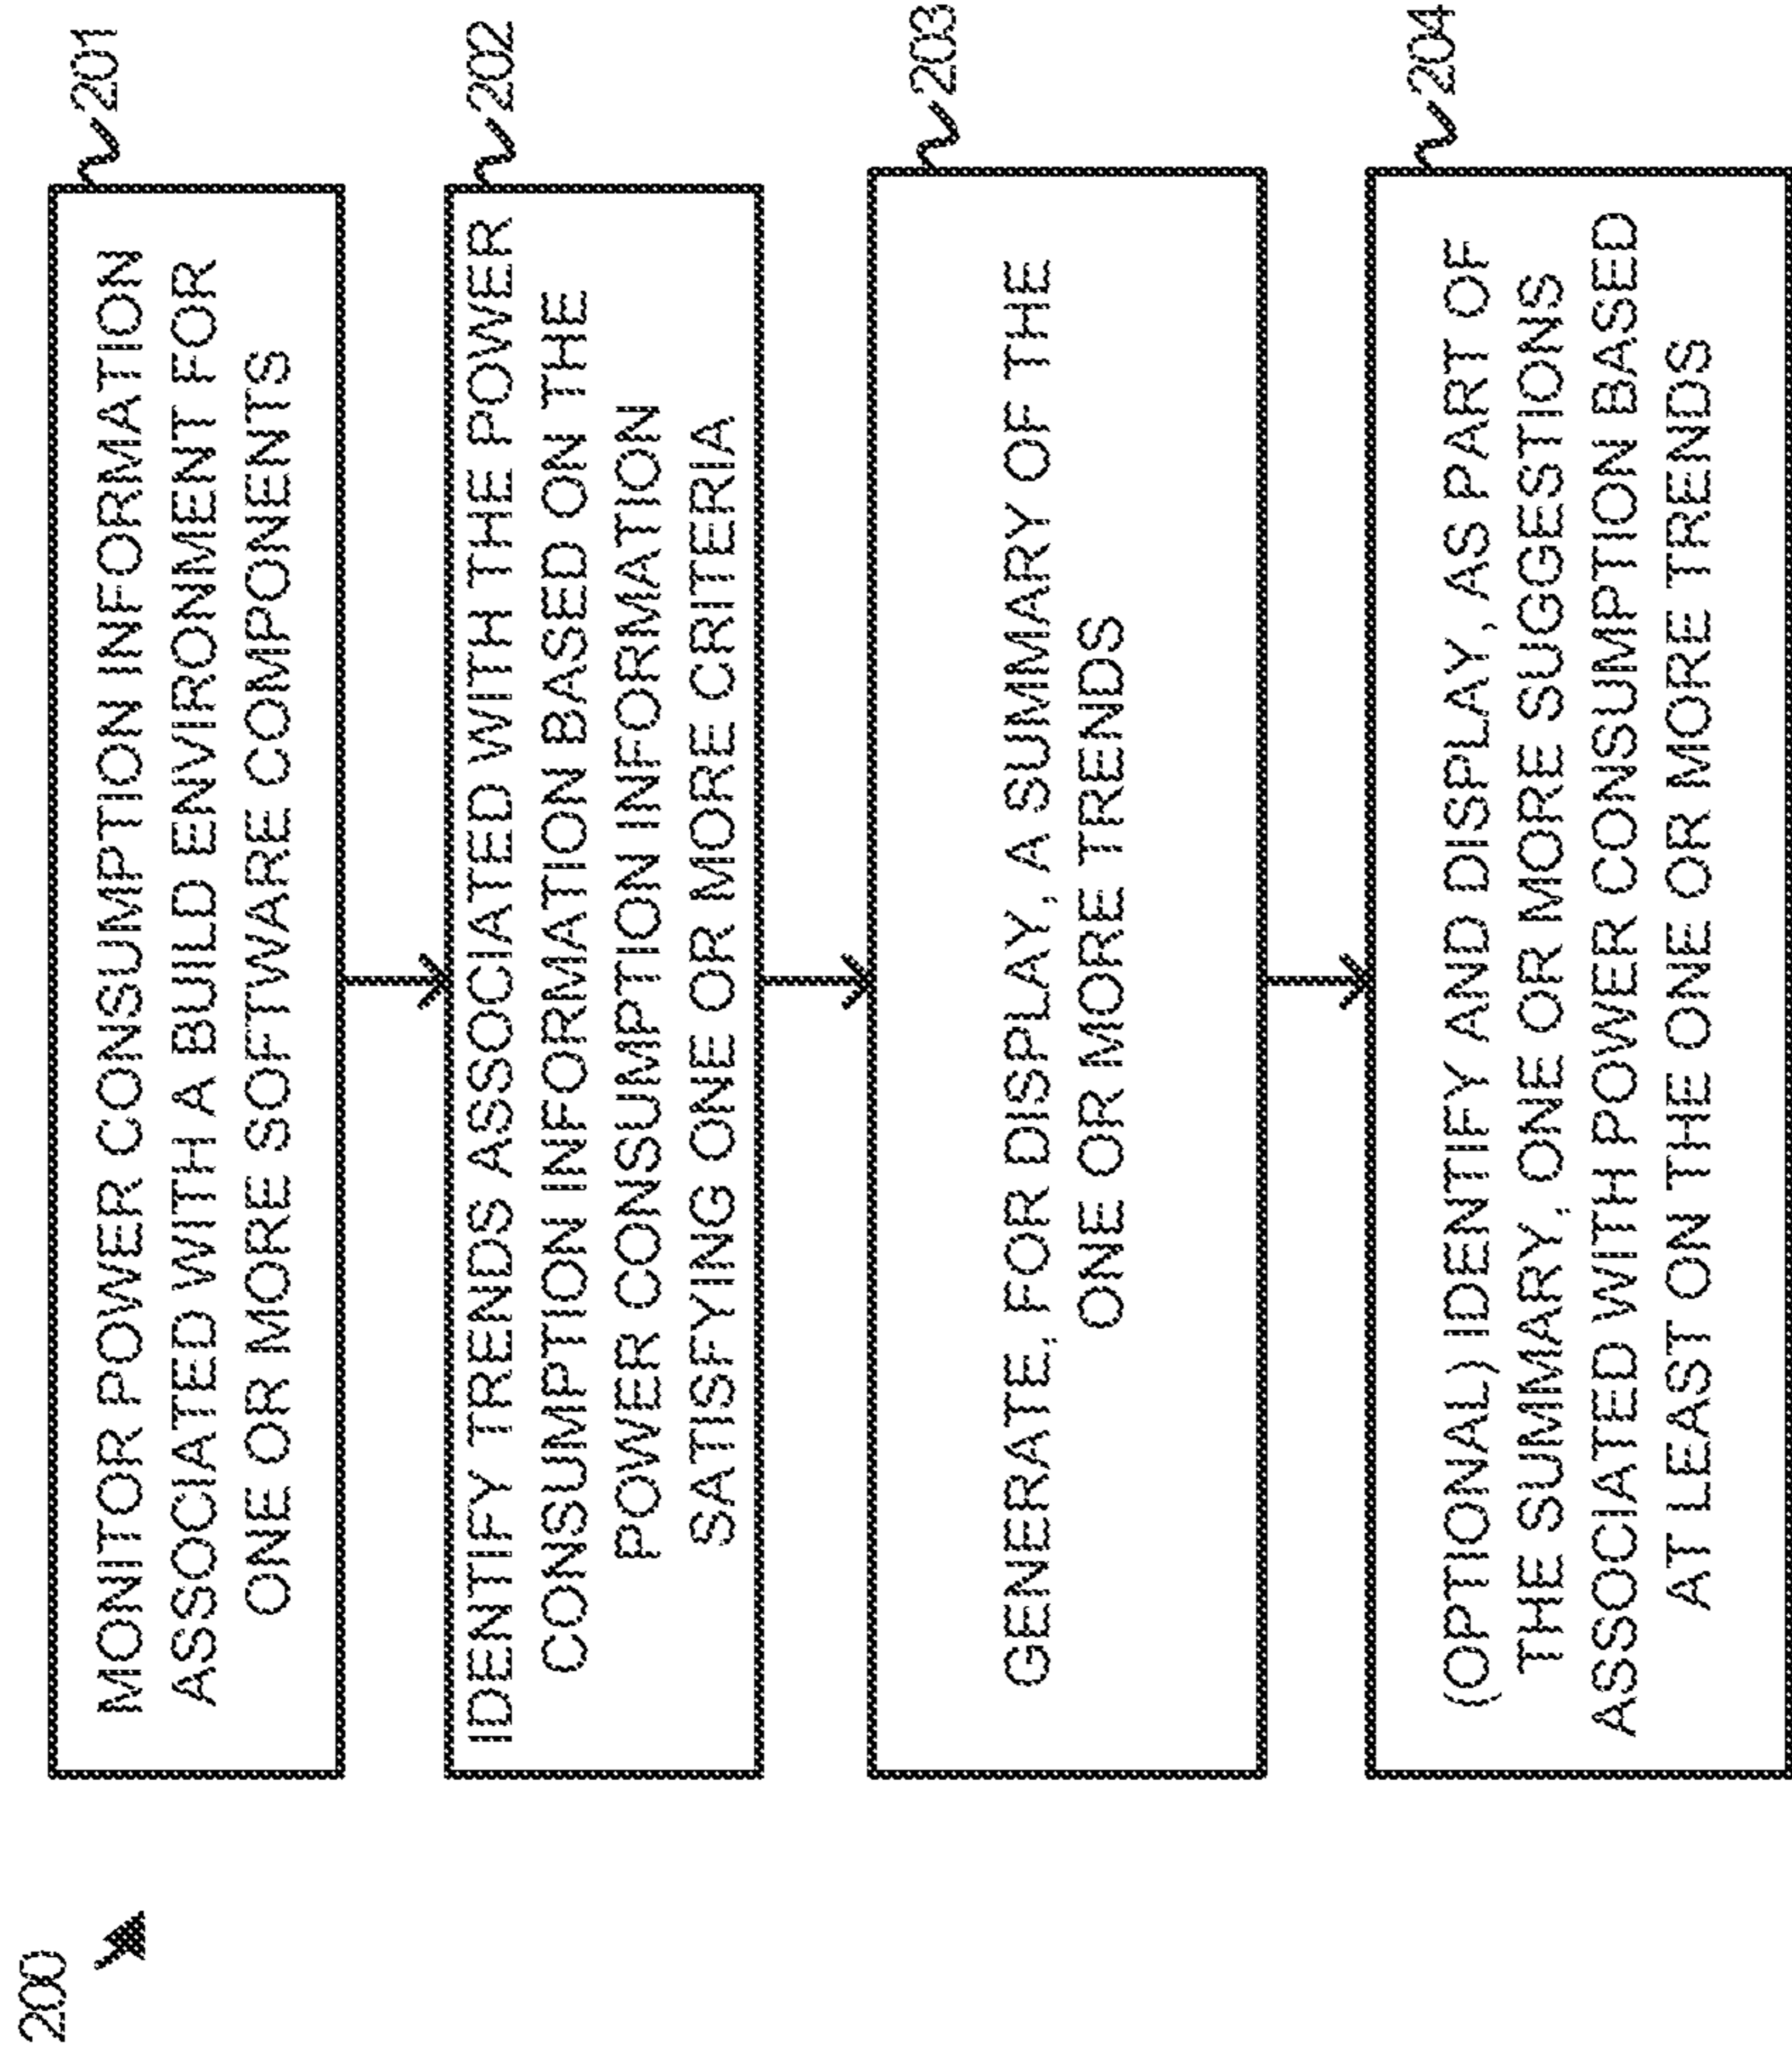 200
201
MONITOR POWER CONSUMPTION INFORMATION
ASSOCIATED WITH A BUILD ENVIRONMENT FOR
ONE OR MORE SOFTWARE COMPONENTS
202
IDENTIFY TRENDS ASSOCIATED WITH THE POWER
CONSUMPTION INFORMATION BASED ON THE
POWER CONSUMPTION INFORMATION
SATISFYING ONE OR MORE CRITERIA
203
GENERATE, FOR DISPLAY, A SUMMARY OF THE
ONE OR MORE TRENDS
204
(OPTIONAL) IDENTIFY AND DISPLAY, AS PART OF
THE SUMMARY, ONE OR MORE SUGGESTIONS
ASSOCIATED WITH POWER CONSUMPTION BASED
AT LEAST ON THE ONE OR MORE TRENDS